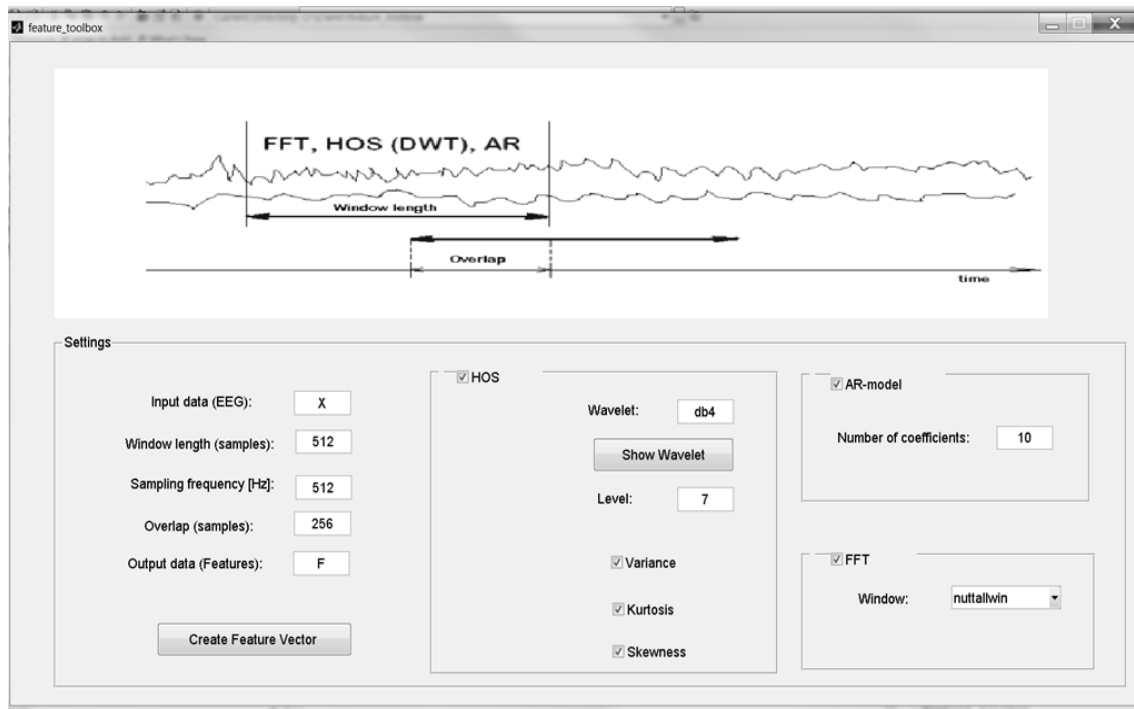 feature_toolbox
FFT, HOS (DWT), AR
Window length
Overlap
time
Settings
Input data (EEG): X
Window length (samples): 512
Sampling frequency [Hz]: 512
Overlap (samples): 256
Output data (Features): F
Create Feature Vector
HOS
Wavelet: db4
Show Wavelet
Level: 7
Variance
Kurtosis
Skewness
AR-model
Number of coefficients: 10
FFT
Window: nuttallwin